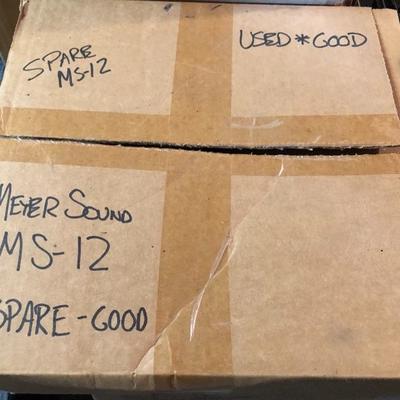 SPARE
MS-12
USED*GOOD
MEYER SOUND
MS-12
SPARE-GOOD